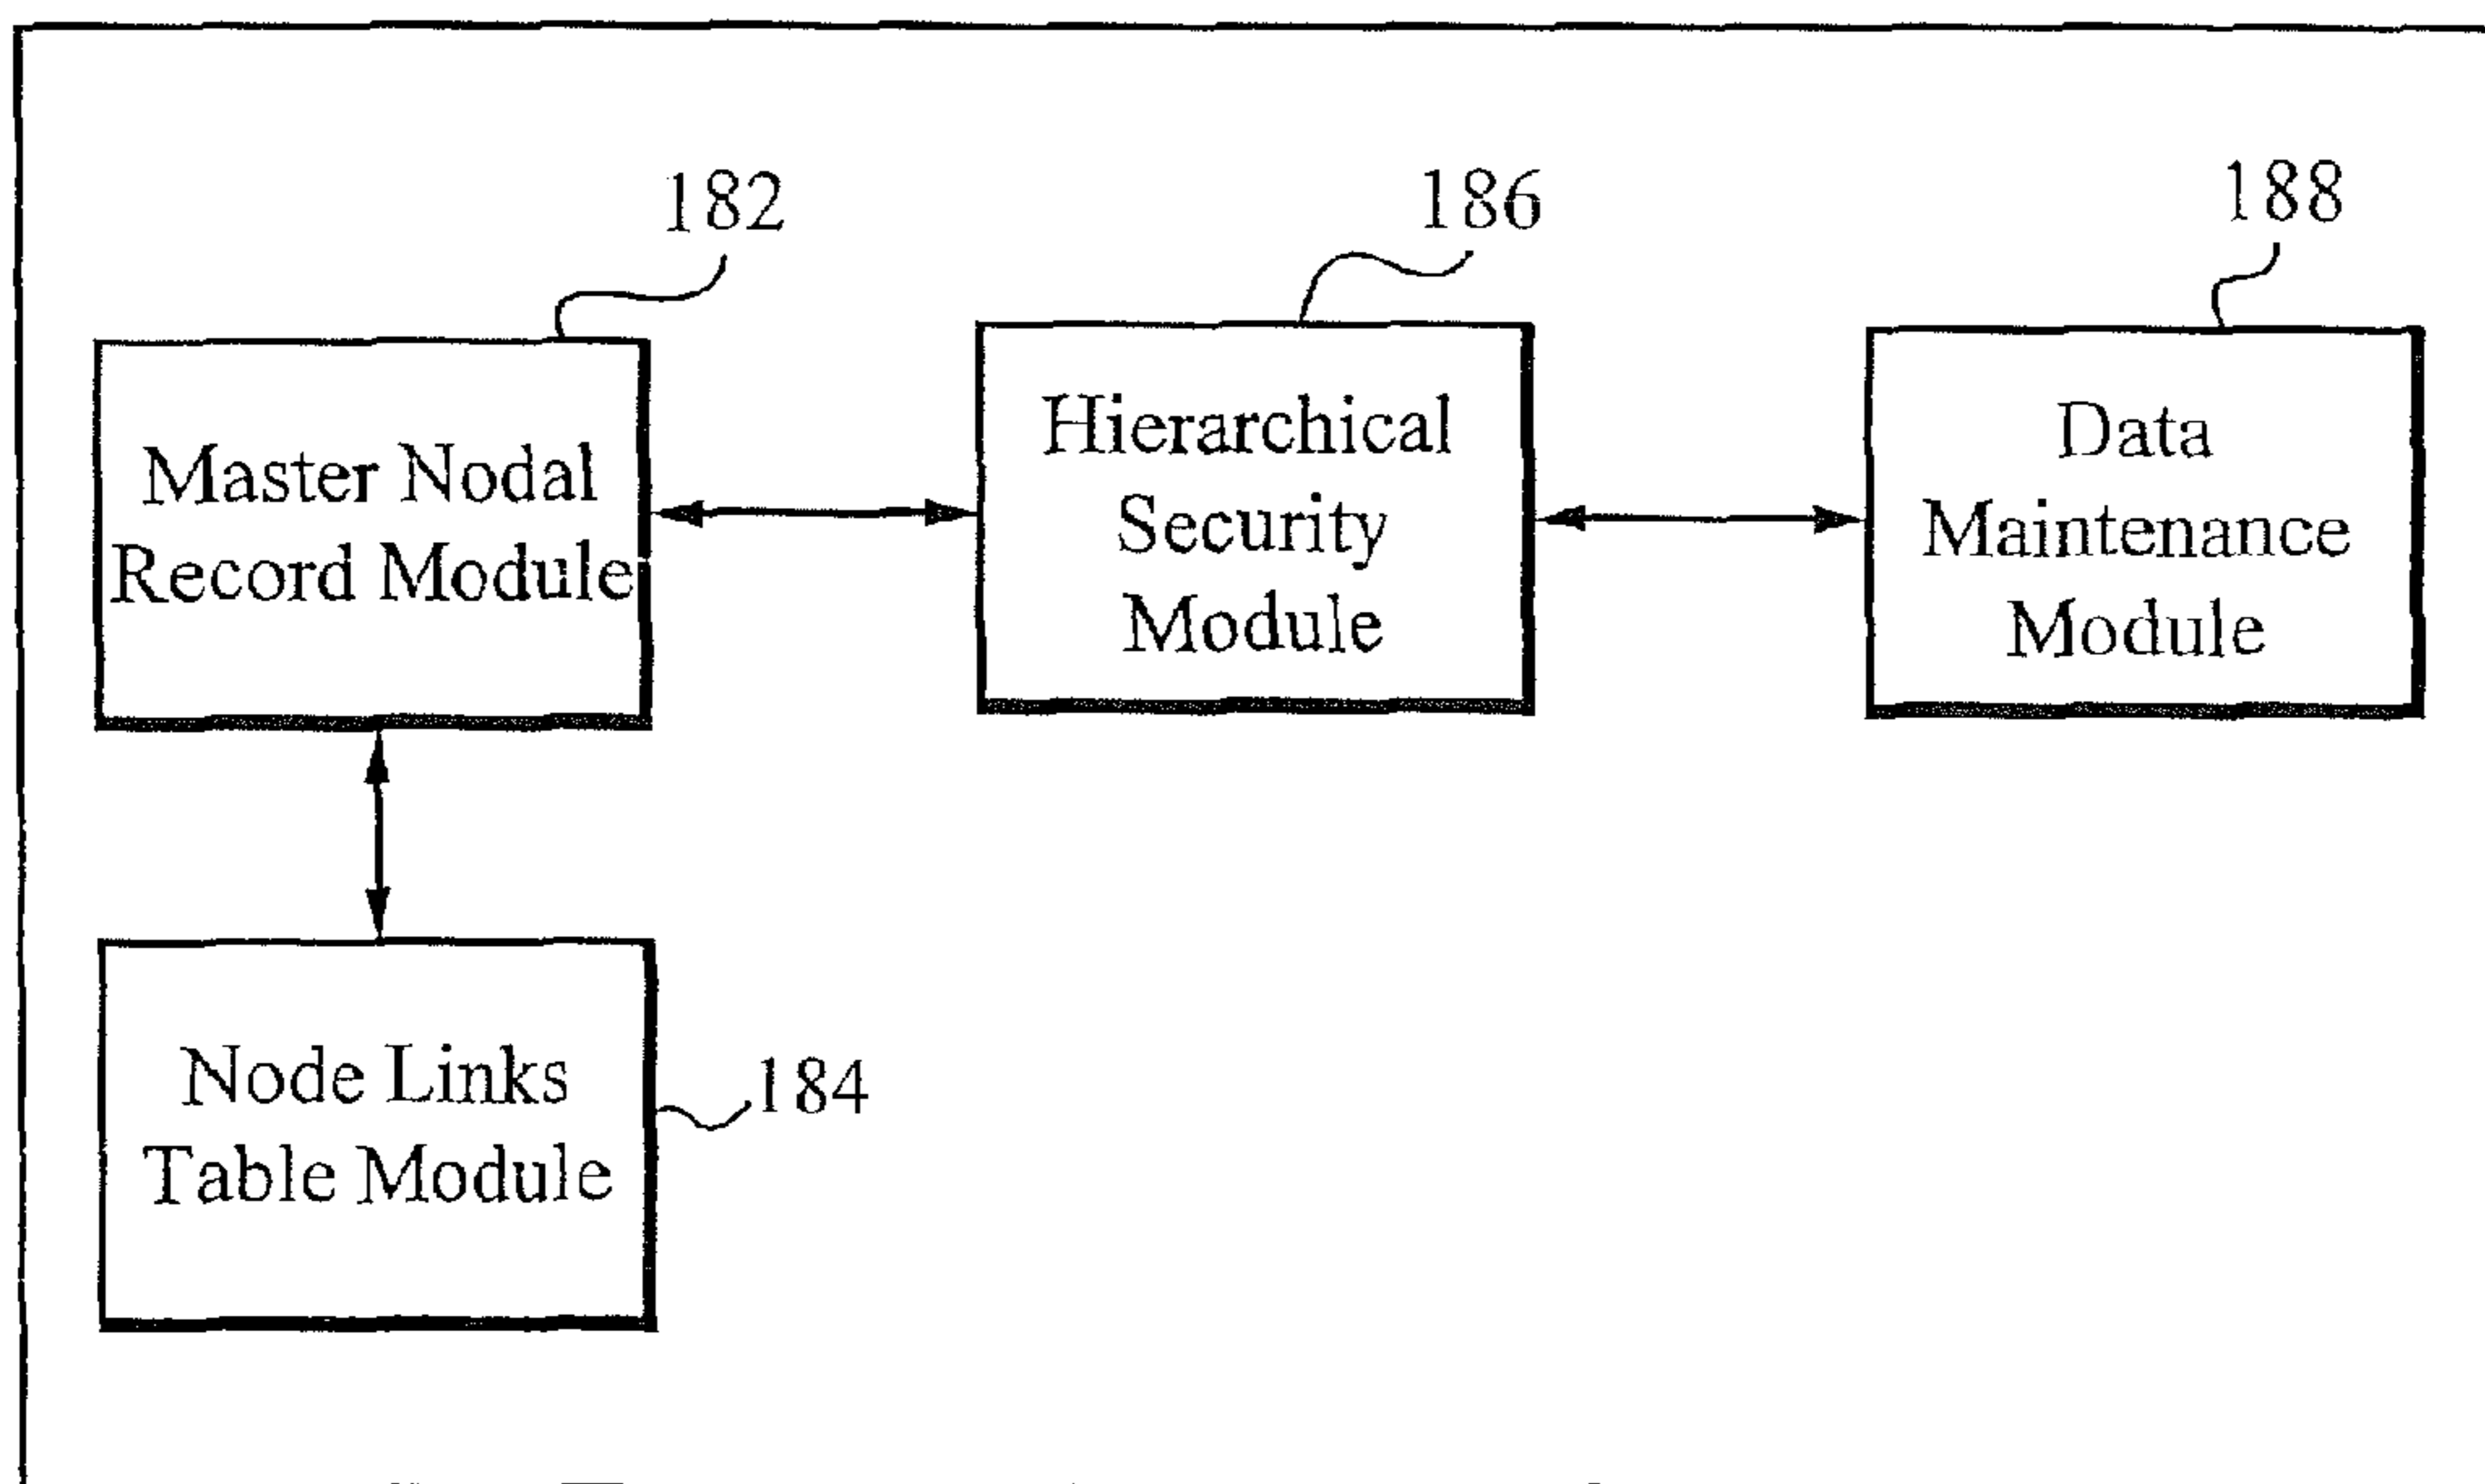 182
186
188
Master Nodal
Record Module
Hierarchical
Security
Module
Data
Maintenance
Module
Node Links
Table Module
184